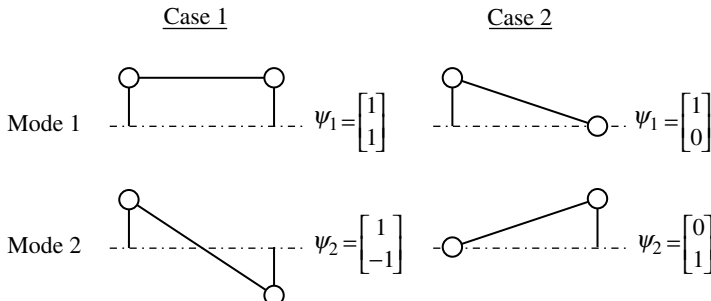 Case 1 Case 2
Mode 1 ψ₁ = [1 1] ψ₁ = [1 0]
Mode 2 ψ₂ = [1 −1] ψ₂ = [0 1]